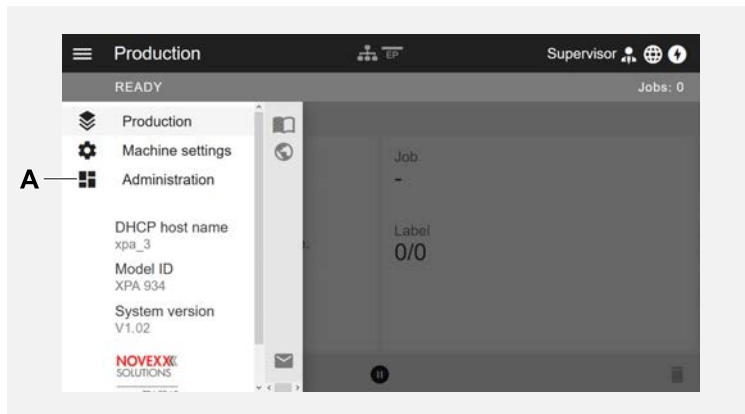 Production
EP
Supervisor
READY
Jobs: 0
Production
Machine settings
A
Administration
DHCP host name
xpa_3
Model ID
XPA 934
System version
V1.02
NOVEXX
SOLUTIONS
Job
-
Label
0/0